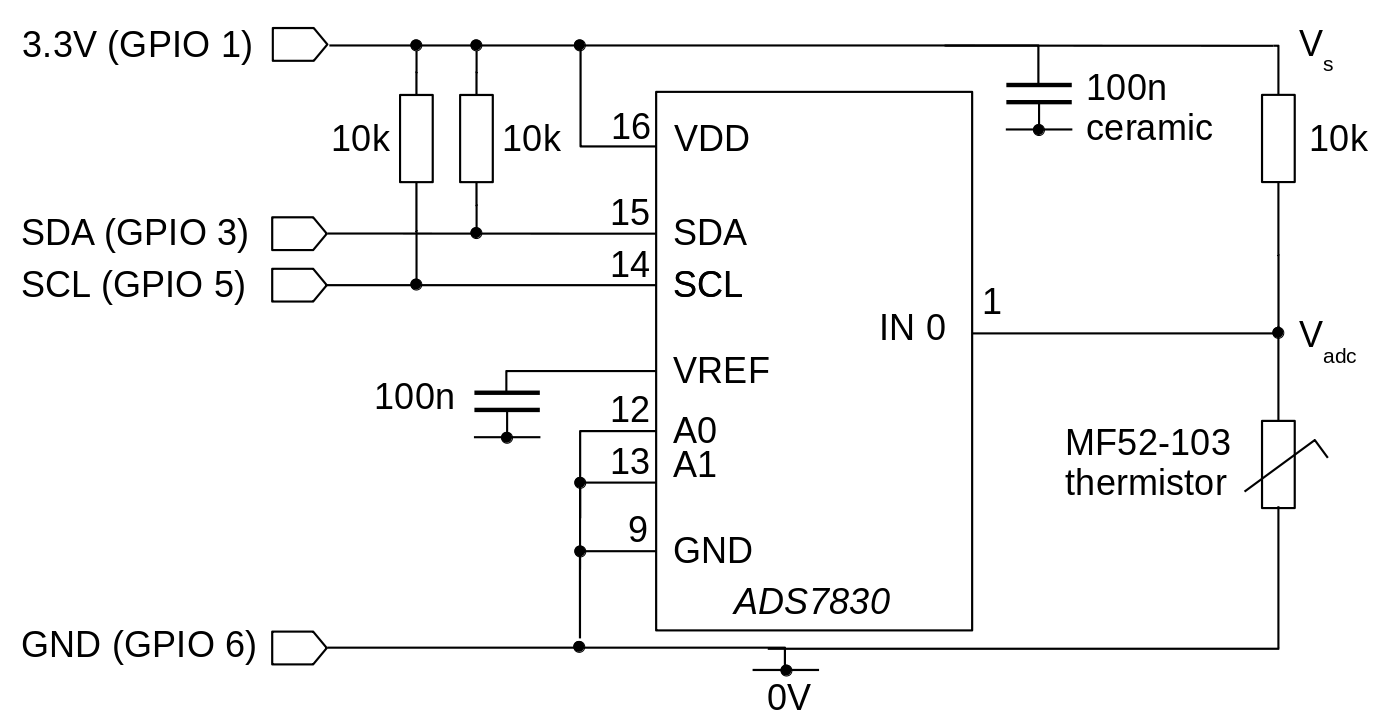 3.3V (GPIO 1)
V
s
100n
ceramic
10k
10k
16
VDD
10k
15
SDA (GPIO 3)
SDA
14
SCL (GPIO 5)
SCL
1
IN 0
V
adc
VREF
100n
12
A0
13
A1
MF52-103
thermistor
9
GND
ADS7830
GND (GPIO 6)
0V